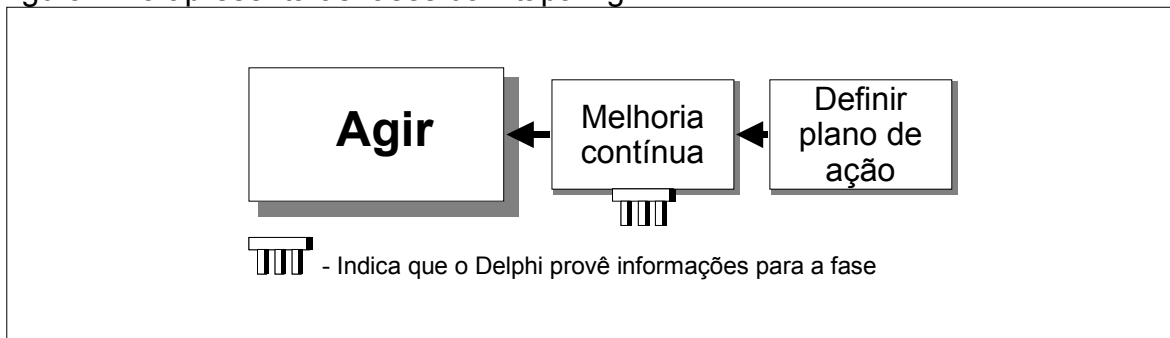 Agir
Melhoria
contínua
Definir
plano de
ação
- Indica que o Delphi provê informações para a fase